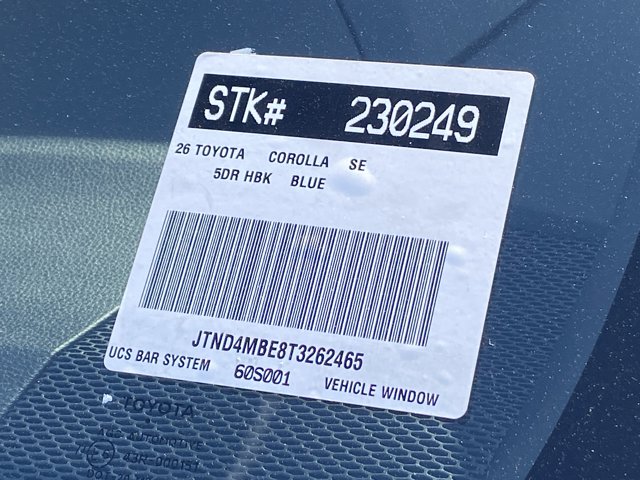 STK# 230249
26 TOYOTA COROLLA SE
5DR HBK BLUE
JTND4MBE8T3262465
UCS BAR SYSTEM 60S001 VEHICLE WINDOW
TOYOTA